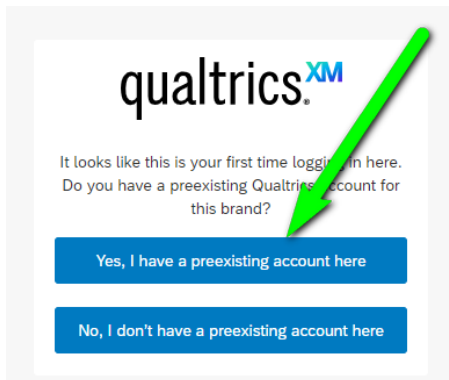 qualtrics.XM
It looks like this is your first time logging in here.
Do you have a preexisting Qualtrics account for
this brand?
Yes, I have a preexisting account here
No, I don't have a preexisting account here